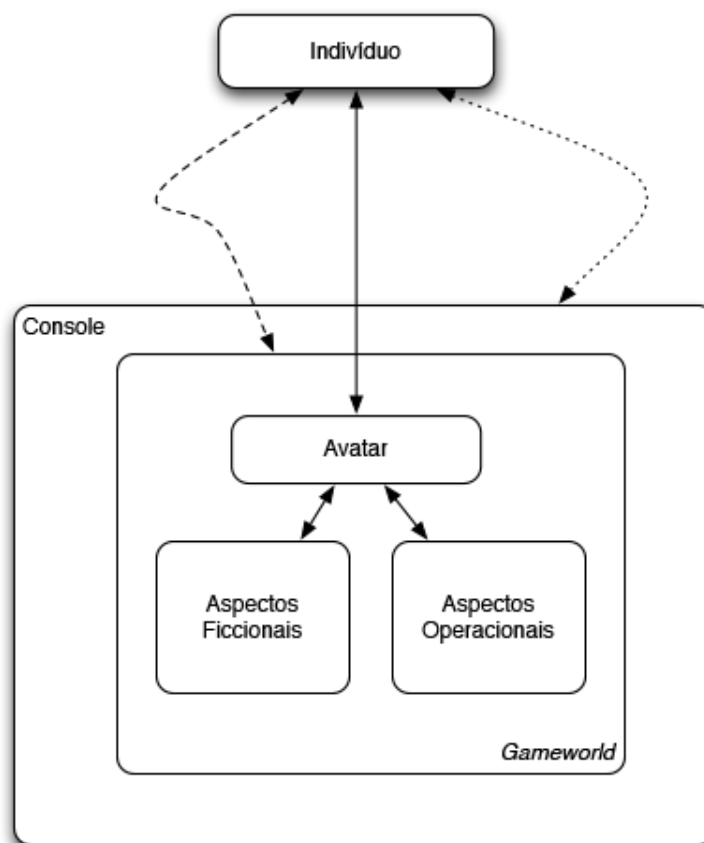 Indivíduo
Console
Avatar
Aspectos
Ficcionais
Aspectos
Operacionais
Gameworld